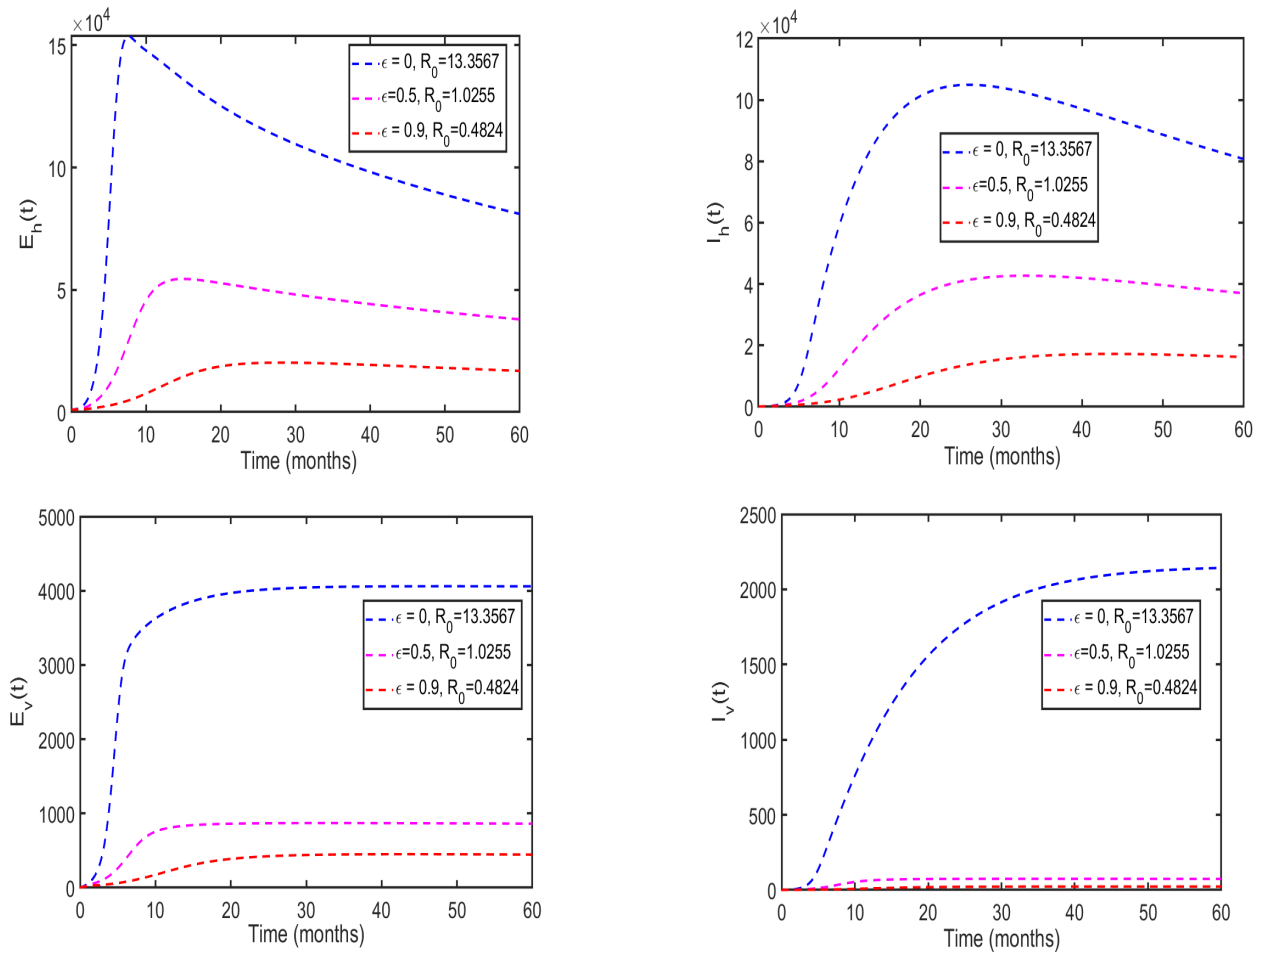 ×10⁴
15
10
5
0
E_h(t)
0 10 20 30 40 50 60
Time (months)
ϵ = 0, R_0=13.3567
ϵ=0.5, R_0=1.0255
ϵ = 0.9, R_0=0.4824
×10⁴
12
10
8
6
4
2
0
I_h(t)
0 10 20 30 40 50 60
Time (months)
ϵ = 0, R_0=13.3567
ϵ=0.5, R_0=1.0255
ϵ = 0.9, R_0=0.4824
5000
4000
3000
2000
1000
0
E_v(t)
0 10 20 30 40 50 60
Time (months)
ϵ = 0, R_0=13.3567
ϵ=0.5, R_0=1.0255
ϵ = 0.9, R_0=0.4824
2500
2000
1500
1000
500
0
I_v(t)
0 10 20 30 40 50 60
Time (months)
ϵ = 0, R_0=13.3567
ϵ=0.5, R_0=1.0255
ϵ = 0.9, R_0=0.4824